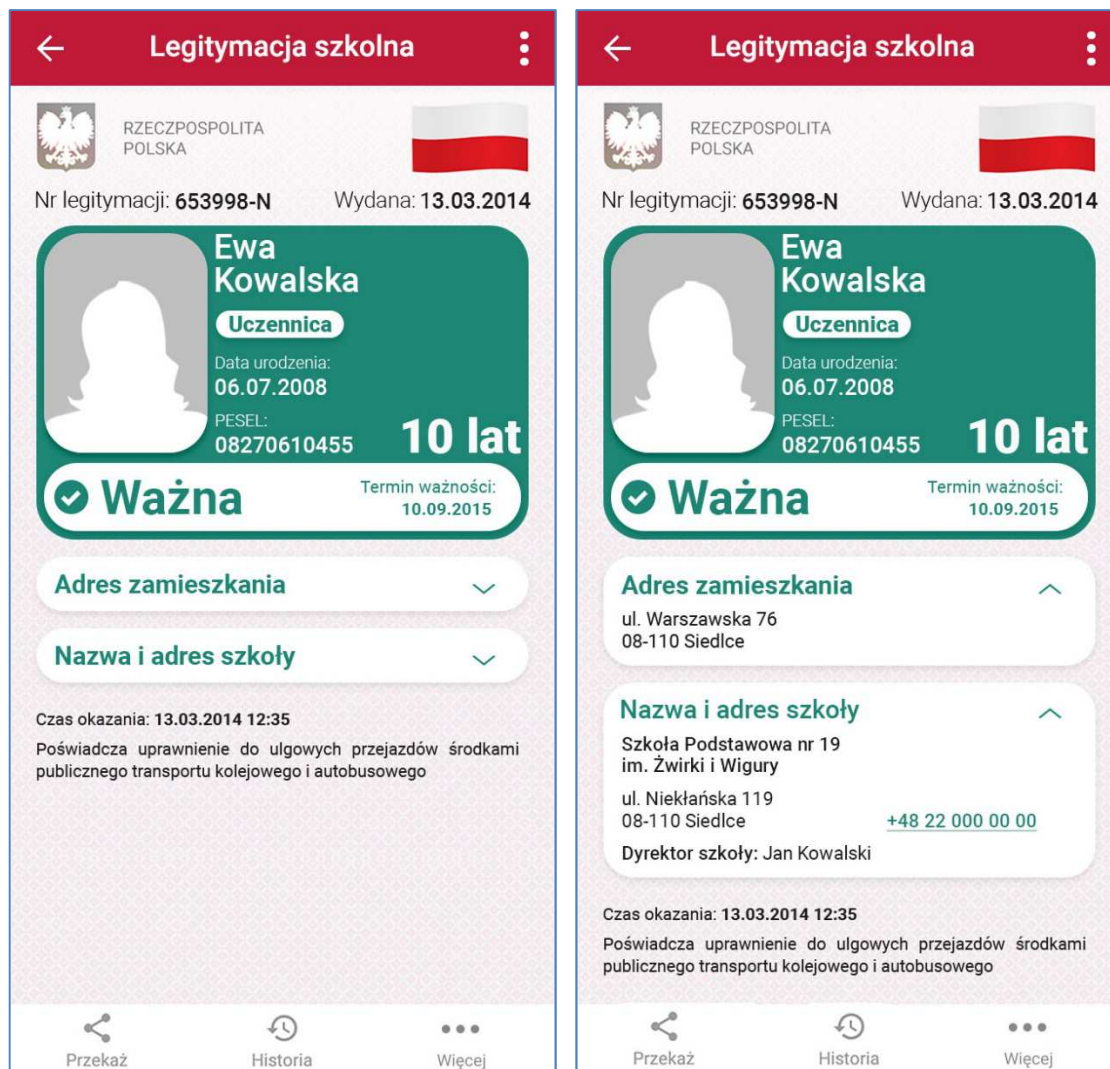 Legitymacja szkolna
RZECZPOSPOLITA
POLSKA
Nr legitymacji: 653998-N Wydana: 13.03.2014
Ewa
Kowalska
Uczennica
Data urodzenia:
06.07.2008
PESEL:
08270610455
10 lat
Ważna
Termin ważności:
10.09.2015
Adres zamieszkania
Nazwa i adres szkoły
Czas okazania: 13.03.2014 12:35
Poświadcza uprawnienie do ulgowych przejazdów środkami
publicznego transportu kolejowego i autobusowego
Przekaż Historia Więcej
Legitymacja szkolna
RZECZPOSPOLITA
POLSKA
Nr legitymacji: 653998-N Wydana: 13.03.2014
Ewa
Kowalska
Uczennica
Data urodzenia:
06.07.2008
PESEL:
08270610455
10 lat
Ważna
Termin ważności:
10.09.2015
Adres zamieszkania
ul. Warszawska 76
08-110 Siedlce
Nazwa i adres szkoły
Szkoła Podstawowa nr 19
im. Żwirki i Wigury
ul. Niekłańska 119
08-110 Siedlce +48 22 000 00 00
Dyrektor szkoły: Jan Kowalski
Czas okazania: 13.03.2014 12:35
Poświadcza uprawnienie do ulgowych przejazdów środkami
publicznego transportu kolejowego i autobusowego
Przekaż Historia Więcej